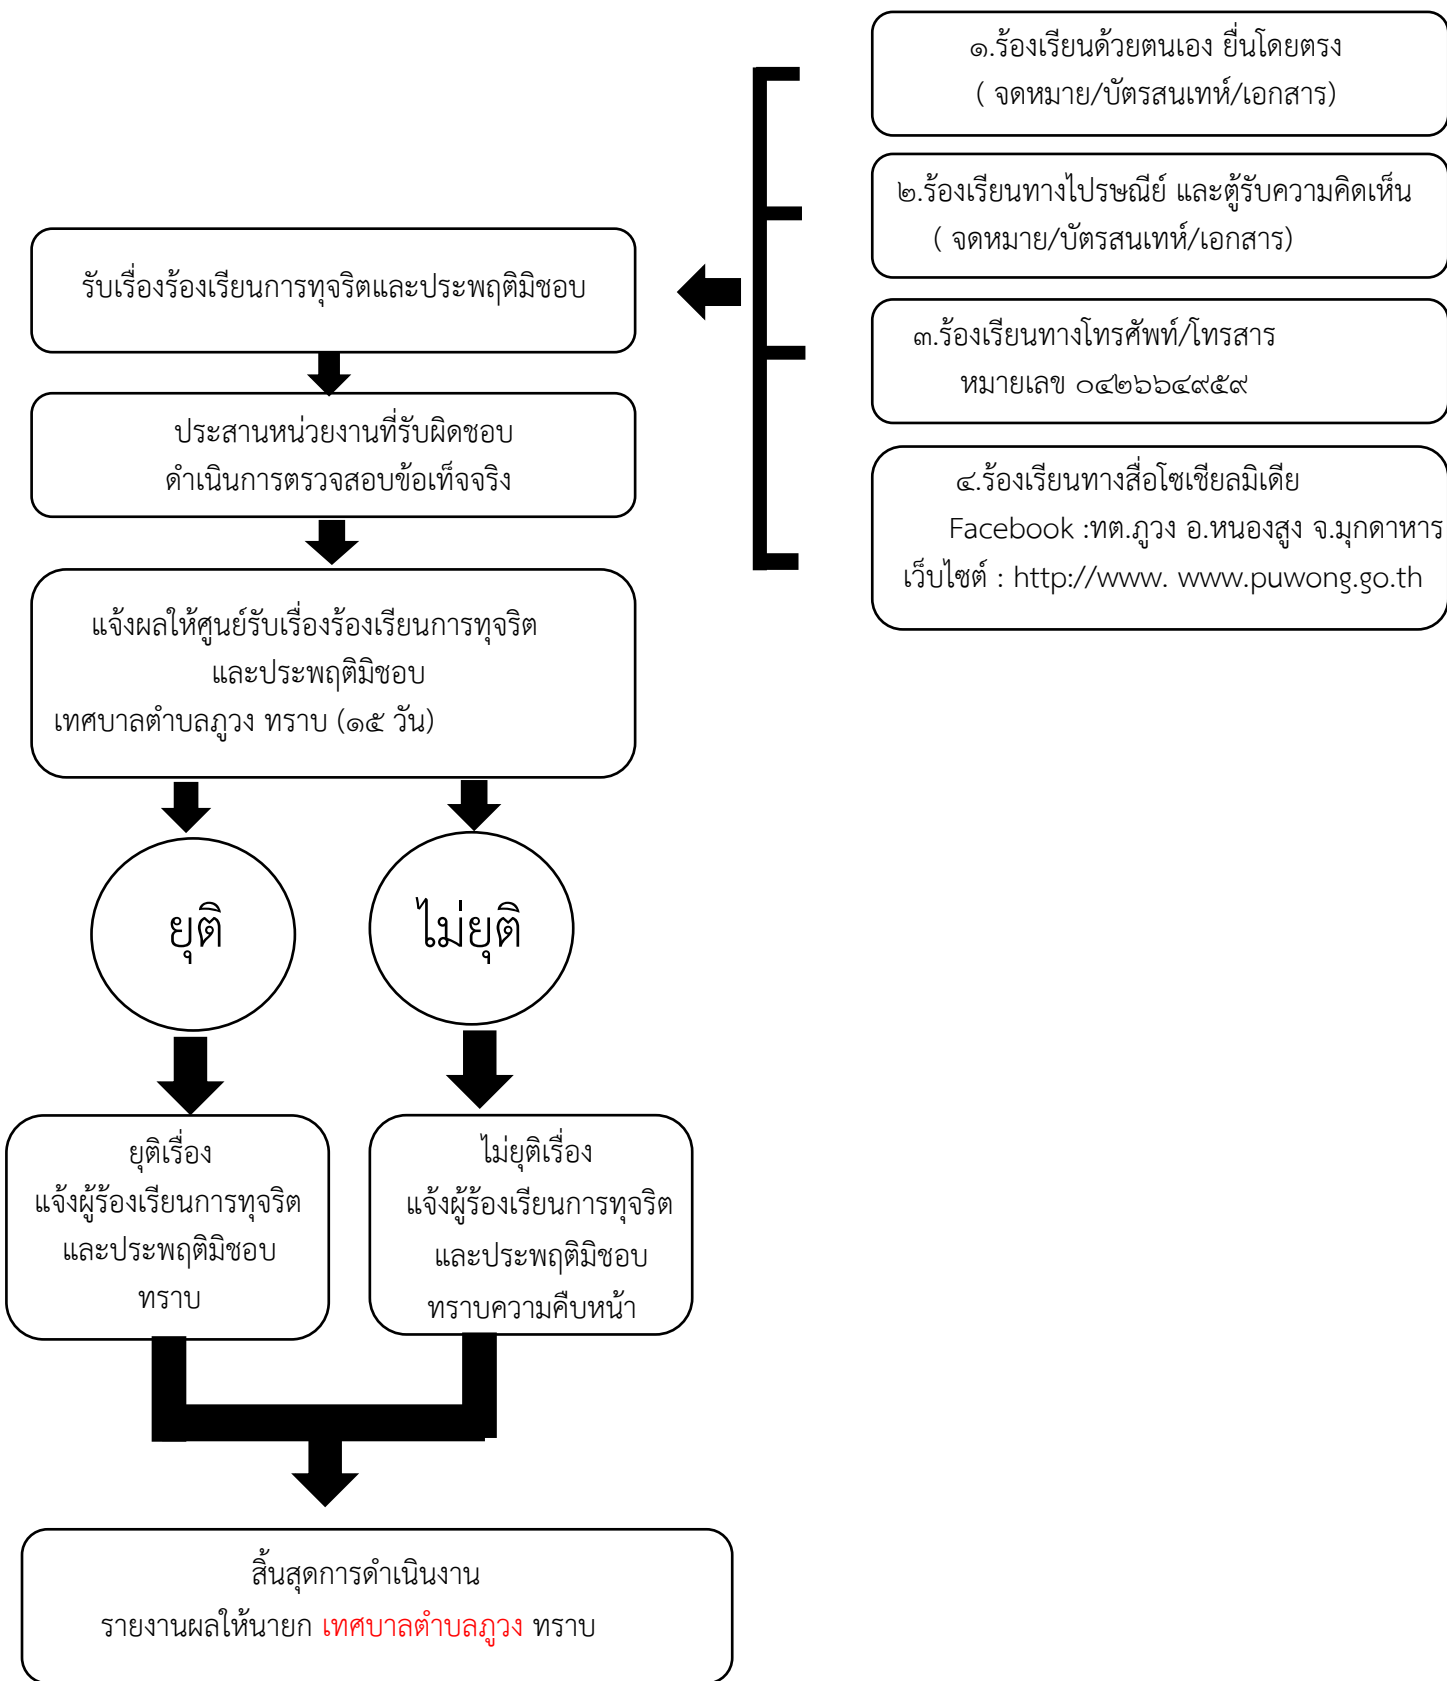 ๑.ร้องเรียนด้วยตนเอง ยื่นโดยตรง
( จดหมาย/บัตรสนเทห์/เอกสาร)
๒.ร้องเรียนทางไปรษณีย์ และตู้รับความคิดเห็น
( จดหมาย/บัตรสนเทห์/เอกสาร)
๓.ร้องเรียนทางโทรศัพท์/โทรสาร
หมายเลข ๐๔๒๖๖๔๙๕๙
๔.ร้องเรียนทางสื่อโซเชียลมิเดีย
Facebook :ทต.ภูวง อ.หนองสูง จ.มุกดาหาร
เว็บไซต์ : http://www. www.puwong.go.th
รับเรื่องร้องเรียนการทุจริตและประพฤติมิชอบ
ประสานหน่วยงานที่รับผิดชอบ
ดำเนินการตรวจสอบข้อเท็จจริง
แจ้งผลให้ศูนย์รับเรื่องร้องเรียนการทุจริต
และประพฤติมิชอบ
เทศบาลตำบลภูวง ทราบ (๑๕ วัน)
ยุติ
ไม่ยุติ
ยุติเรื่อง
แจ้งผู้ร้องเรียนการทุจริต
และประพฤติมิชอบ
ทราบ
ไม่ยุติเรื่อง
แจ้งผู้ร้องเรียนการทุจริต
และประพฤติมิชอบ
ทราบความคืบหน้า
สิ้นสุดการดำเนินงาน
รายงานผลให้นายก เทศบาลตำบลภูวง ทราบ